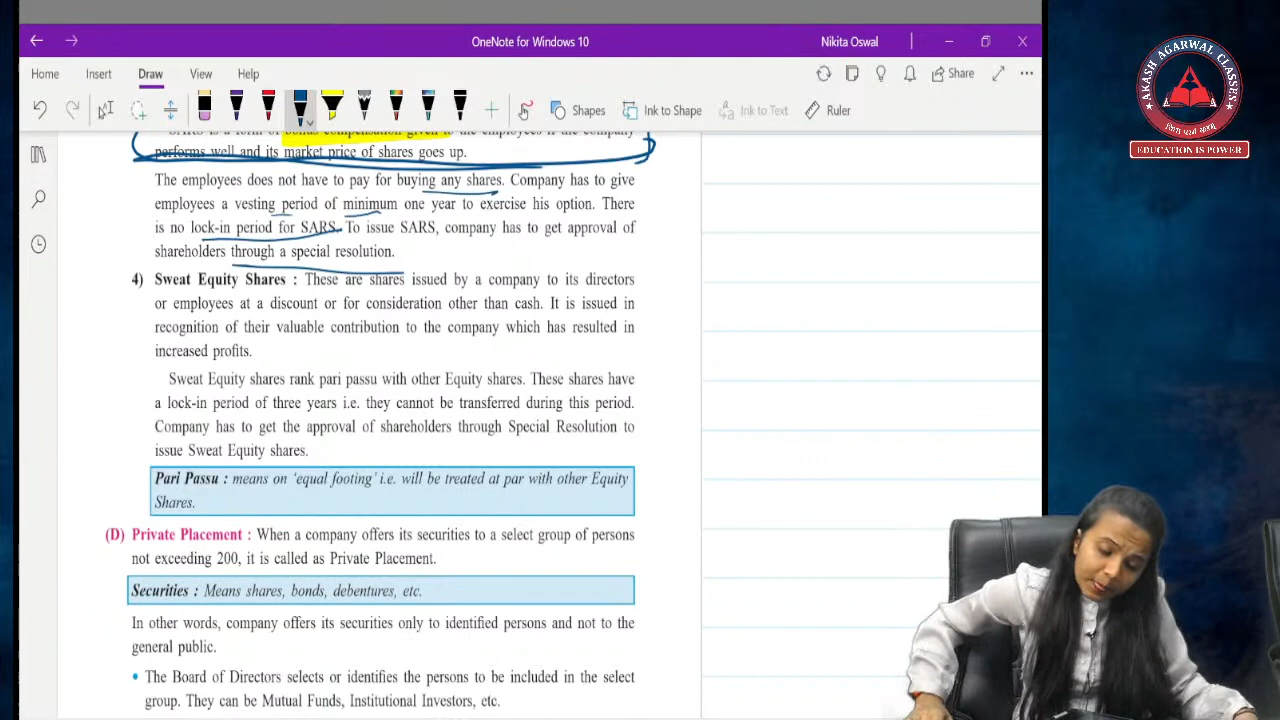 OneNote for Windows 10
Nikita Oswal
Home Insert Draw View Help
Share
Shapes
Ink to Shape
Ink to Text
Ruler
SARS is a form of bonus compensation given to the employees if the company
performs well and its market price of shares goes up.
The employees does not have to pay for buying any shares. Company has to give
employees a vesting period of minimum one year to exercise his option. There
is no lock-in period for SARS. To issue SARS, company has to get approval of
shareholders through a special resolution.
4) Sweat Equity Shares : These are shares issued by a company to its directors
or employees at a discount or for consideration other than cash. It is issued in
recognition of their valuable contribution to the company which has resulted in
increased profits.
Sweat Equity shares rank pari passu with other Equity shares. These shares have
a lock-in period of three years i.e. they cannot be transferred during this period.
Company has to get the approval of shareholders through Special Resolution to
issue Sweat Equity shares.
Pari Passu : means on ‘equal footing’ i.e. will be treated at par with other Equity
Shares.
(D) Private Placement : When a company offers its securities to a select group of persons
not exceeding 200, it is called as Private Placement.
Securities : Means shares, bonds, debentures, etc.
In other words, company offers its securities only to identified persons and not to the
general public.
• The Board of Directors selects or identifies the persons to be included in the select
group. They can be Mutual Funds, Institutional Investors, etc.
AKASH AGARWAL CLASSES
EDUCATION IS POWER